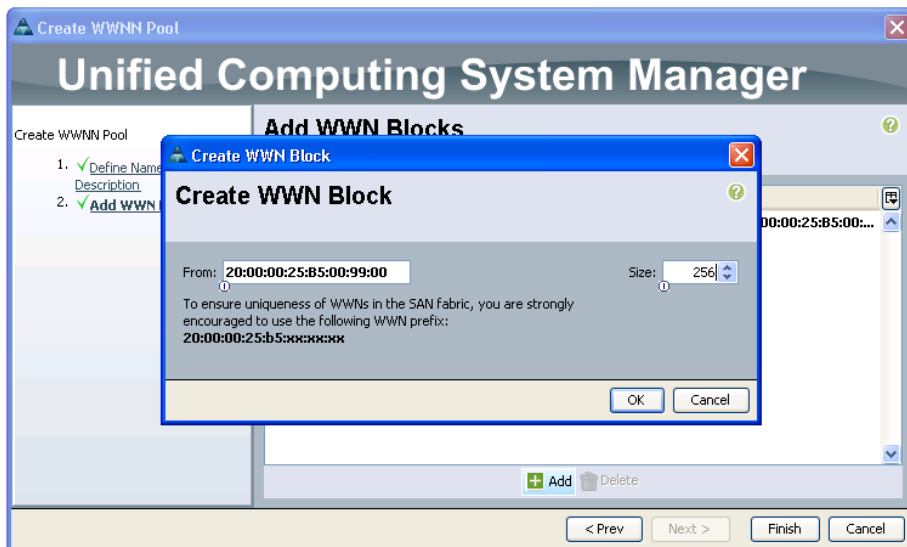 Create WWNN Pool
Unified Computing System Manager
Create WWNN Pool
1. Define Name
Description
2. Add WWN
Add WWN Blocks
00:00:25:B5:00:...
Create WWN Block
Create WWN Block
From: 20:00:00:25:B5:00:99:00
Size: 256
To ensure uniqueness of WWNs in the SAN fabric, you are strongly
encouraged to use the following WWN prefix:
20:00:00:25:b5:xx:xx:xx
OK
Cancel
Add
Delete
< Prev
Next >
Finish
Cancel